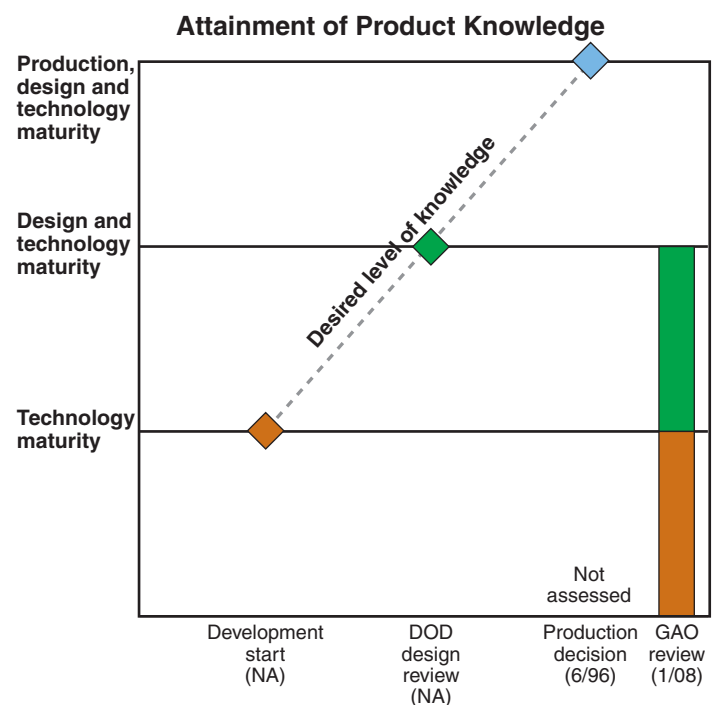 Attainment of Product Knowledge
Production,
design and
technology
maturity
Design and
technology
maturity
Technology
maturity
Desired level of knowledge
Not
assessed
Development
start
(NA)
DOD
design
review
(NA)
Production
decision
(6/96)
GAO
review
(1/08)